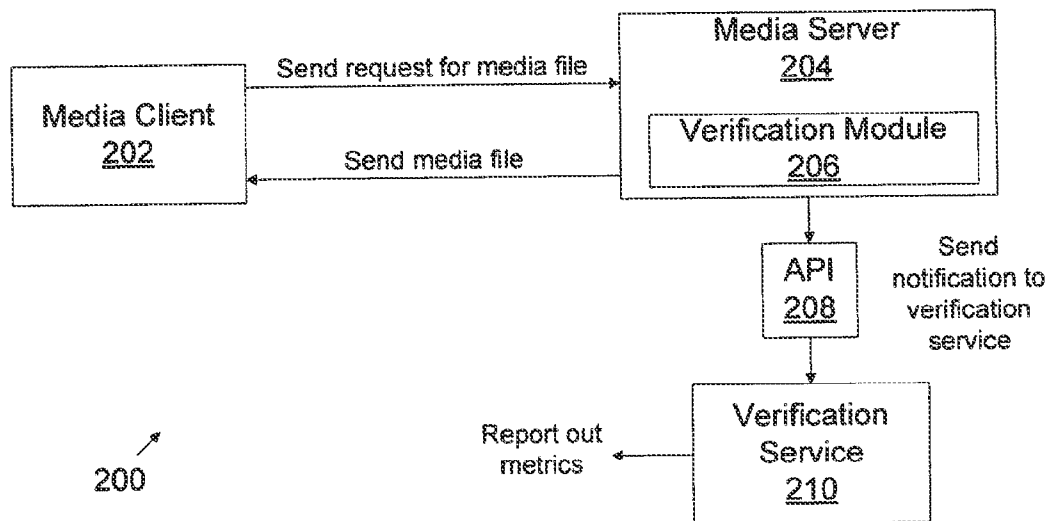 Media Client
202
Send request for media file
Send media file
Media Server
204
Verification Module
206
API
208
Send
notification to
verification
service
Verification
Service
210
Report out
metrics
200